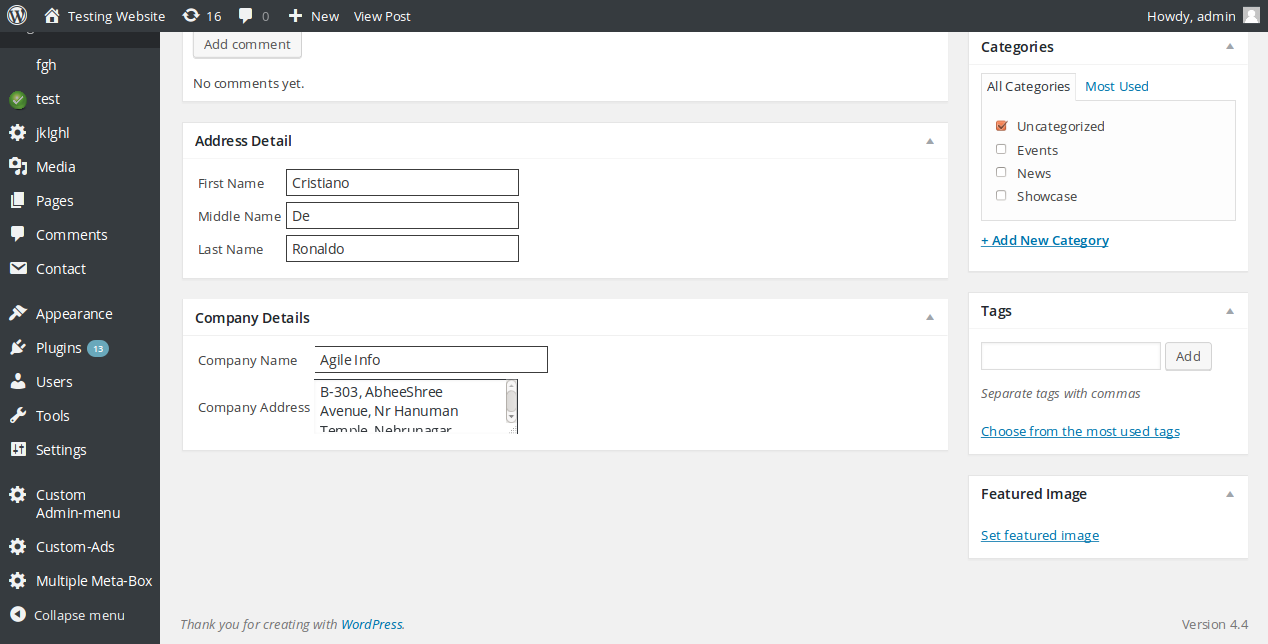 Testing Website 16 0 New View Post Howdy, admin
fgh
test
jklghl
Media
Pages
Comments
Contact
Appearance
Plugins 13
Users
Tools
Settings
Custom
Admin-menu
Custom-Ads
Multiple Meta-Box
Collapse menu
Add comment
No comments yet.
Address Detail
First Name Cristiano
Middle Name De
Last Name Ronaldo
Company Details
Company Name Agile Info
Company Address B-303, AbheeShree
Avenue, Nr Hanuman
Temple, Nehrunagar
Categories
All Categories Most Used
Uncategorized
Events
News
Showcase
+ Add New Category
Tags
Add
Separate tags with commas
Choose from the most used tags
Featured Image
Set featured image
Thank you for creating with WordPress.
Version 4.4